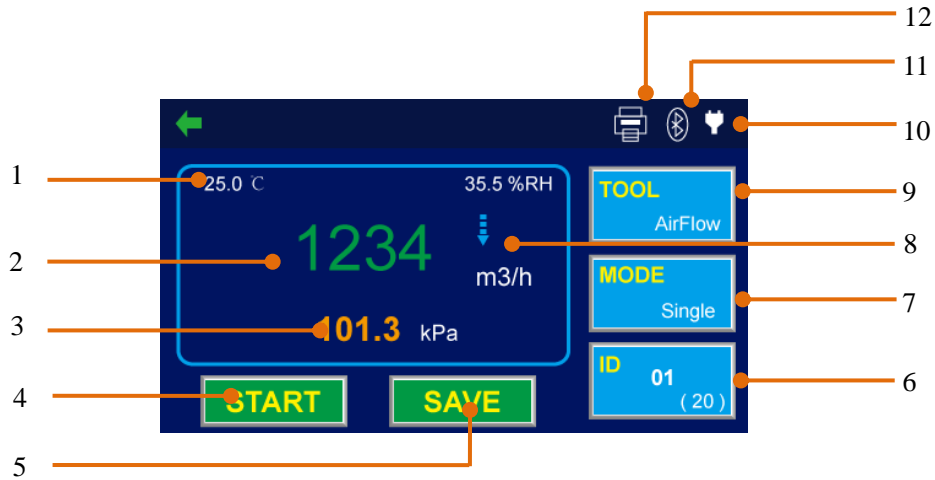 12
11
10
1
25.0 ℃
35.5 %RH
TOOL
AirFlow
9
2
1234
m3/h
8
MODE
Single
7
3
101.3 kPa
ID
01
( 20 )
6
4
START
SAVE
5